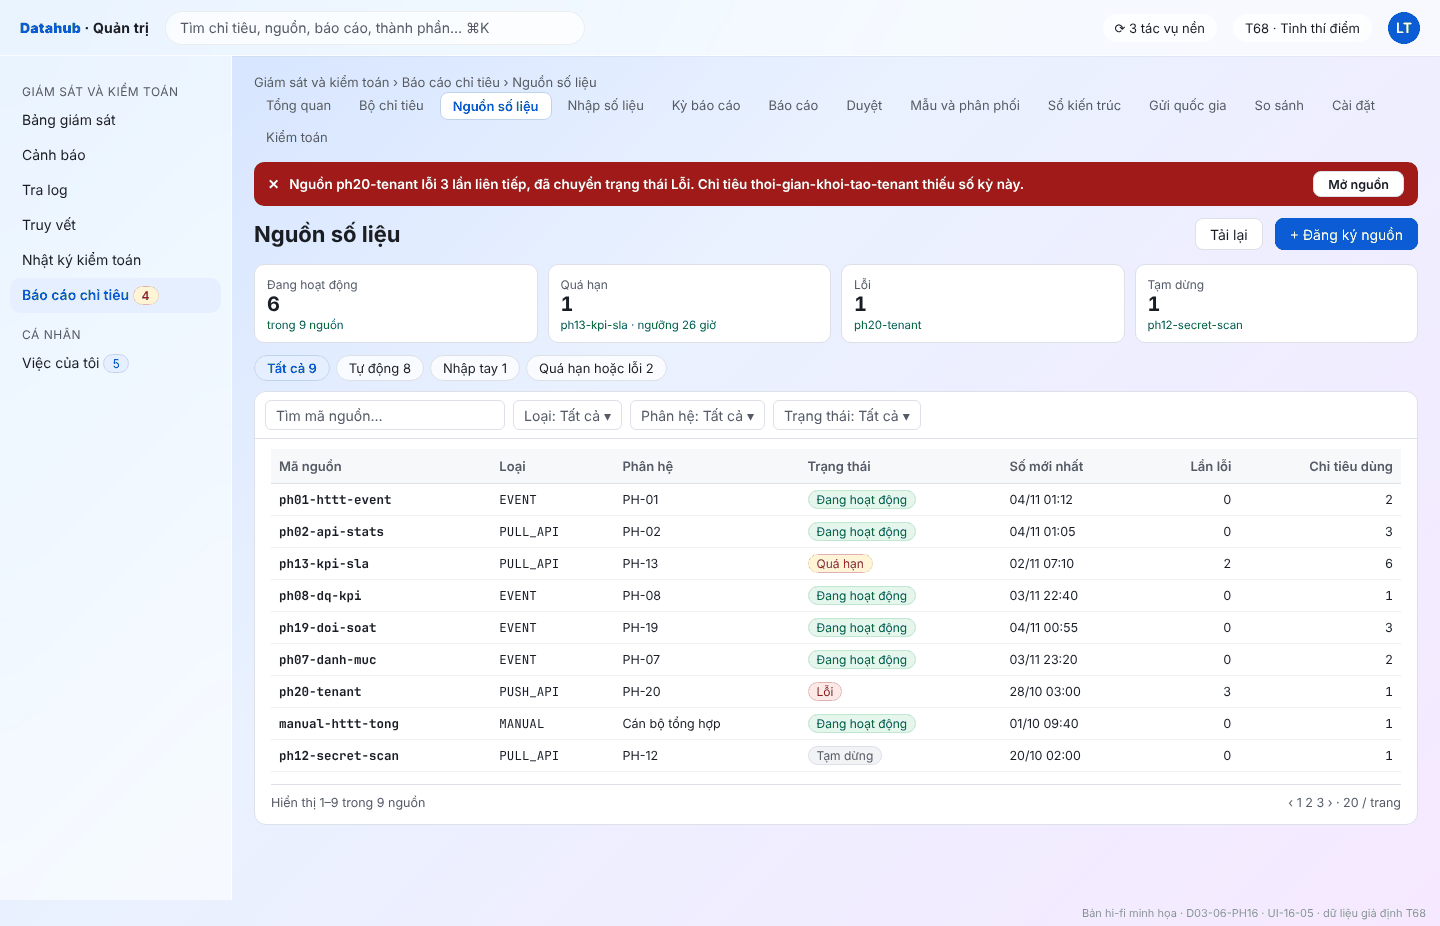 Datahub · Quản trị
Tìm chỉ tiêu, nguồn, báo cáo, thành phần... ⌘K
⟳ 3 tác vụ nền
T68 · Tỉnh thí điểm
LT
GIÁM SÁT VÀ KIỂM TOÁN
Bảng giám sát
Cảnh báo
Tra log
Truy vết
Nhật ký kiểm toán
Báo cáo chỉ tiêu 4
CÁ NHÂN
Việc của tôi 5
Giám sát và kiểm toán › Báo cáo chỉ tiêu › Nguồn số liệu
Tổng quan Bộ chỉ tiêu Nguồn số liệu Nhập số liệu Kỳ báo cáo Báo cáo Duyệt Mẫu và phân phối Sổ kiến trúc Gửi quốc gia So sánh Cài đặt
Kiểm toán
✕ Nguồn ph20-tenant lỗi 3 lần liên tiếp, đã chuyển trạng thái Lỗi. Chỉ tiêu thoi-gian-khoi-tao-tenant thiếu số kỳ này. Mở nguồn
Nguồn số liệu
Tải lại
+ Đăng ký nguồn
Đang hoạt động
6
trong 9 nguồn
Quá hạn
1
ph13-kpi-sla · ngưỡng 26 giờ
Lỗi
1
ph20-tenant
Tạm dừng
1
ph12-secret-scan
Tất cả 9 Tự động 8 Nhập tay 1 Quá hạn hoặc lỗi 2
Tìm mã nguồn... Loại: Tất cả ▾ Phân hệ: Tất cả ▾ Trạng thái: Tất cả ▾
Mã nguồn Loại Phân hệ Trạng thái Số mới nhất Lần lỗi Chỉ tiêu dùng
ph01-httt-event EVENT PH-01 Đang hoạt động 04/11 01:12 0 2
ph02-api-stats PULL_API PH-02 Đang hoạt động 04/11 01:05 0 3
ph13-kpi-sla PULL_API PH-13 Quá hạn 02/11 07:10 2 6
ph08-dq-kpi EVENT PH-08 Đang hoạt động 03/11 22:40 0 1
ph19-doi-soat EVENT PH-19 Đang hoạt động 04/11 00:55 0 3
ph07-danh-muc EVENT PH-07 Đang hoạt động 03/11 23:20 0 2
ph20-tenant PUSH_API PH-20 Lỗi 28/10 03:00 3 1
manual-httt-tong MANUAL Cán bộ tổng hợp Đang hoạt động 01/10 09:40 0 1
ph12-secret-scan PULL_API PH-12 Tạm dừng 20/10 02:00 0 1
Hiển thị 1–9 trong 9 nguồn
‹ 1 2 3 › · 20 / trang
Bản hi-fi minh họa · D03-06-PH16 · UI-16-05 · dữ liệu giả định T68